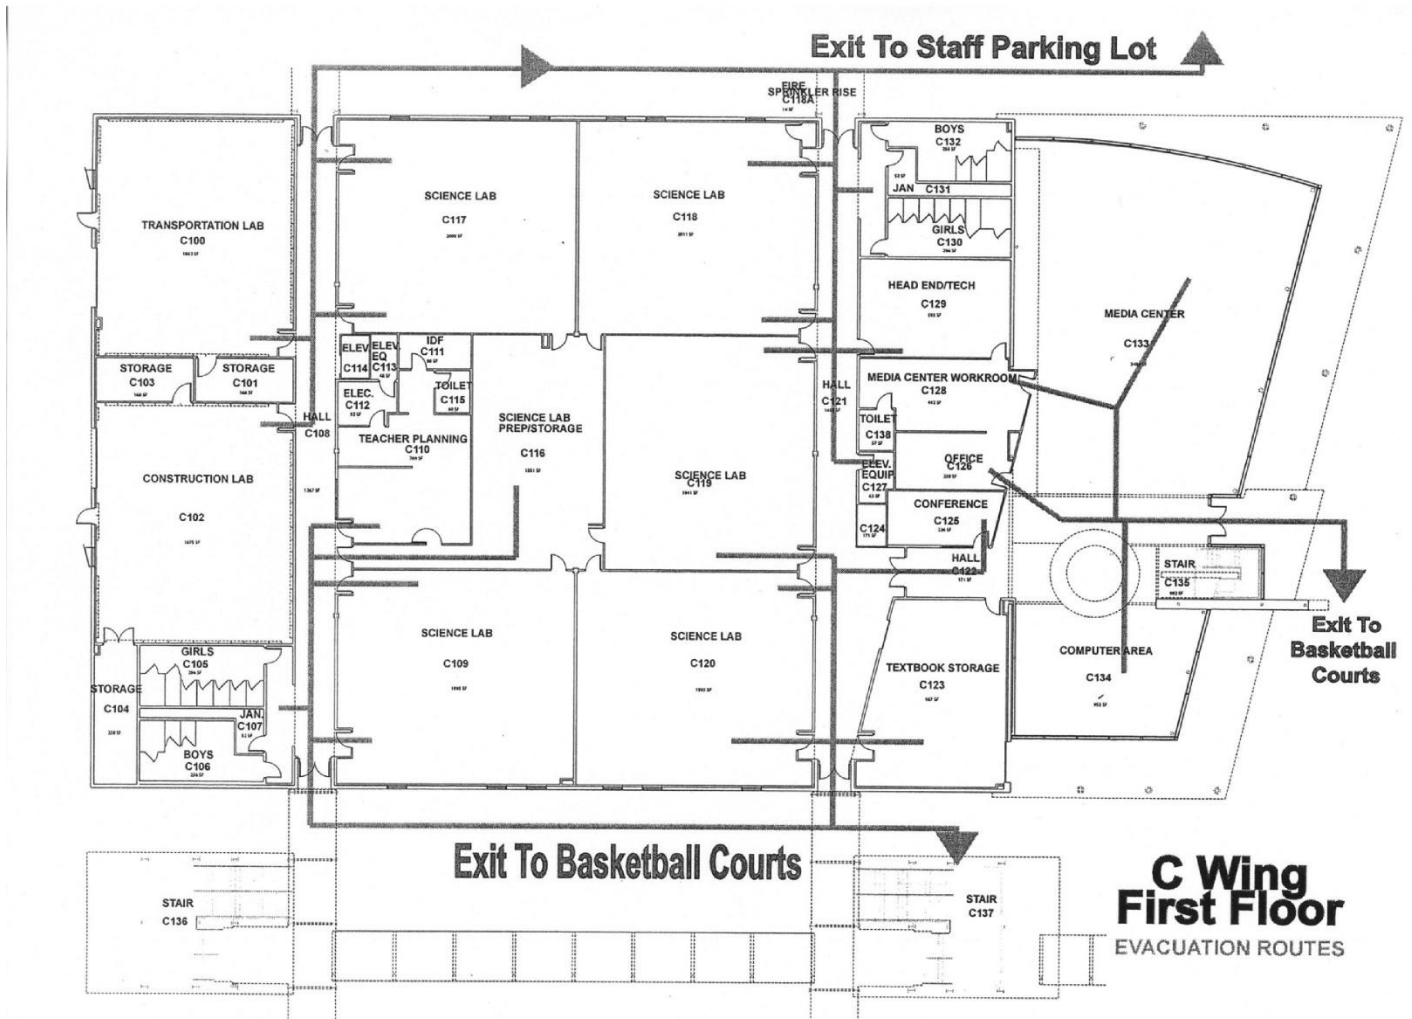 Exit To Staff Parking Lot
FIRE
SPRINKLER RISE
C118A
BOYS
C132
JAN C131
GIRLS
C130
SCIENCE LAB
C117
SCIENCE LAB
C118
TRANSPORTATION LAB
C100
HEAD END/TECH
C129
MEDIA CENTER
C133
STORAGE
C103
STORAGE
C101
ELEV
C114
ELEV.
EQ
C113
IDF
C111
ELEC.
C112
TOILET
C115
HALL
C108
TEACHER PLANNING
C110
SCIENCE LAB
PREP/STORAGE
C116
HALL
C121
MEDIA CENTER WORKROOM
C128
TOILET
C138
OFFICE
C126
ELEV.
EQUIP
C127
CONFERENCE
C125
C124
CONSTRUCTION LAB
C102
SCIENCE LAB
C119
HALL
C122
STAIR
C135
Exit To
Basketball
Courts
GIRLS
C105
STORAGE
C104
JAN.
C107
BOYS
C106
SCIENCE LAB
C109
SCIENCE LAB
C120
TEXTBOOK STORAGE
C123
COMPUTER AREA
C134
Exit To Basketball Courts
STAIR
C136
STAIR
C137
C Wing
First Floor
EVACUATION ROUTES